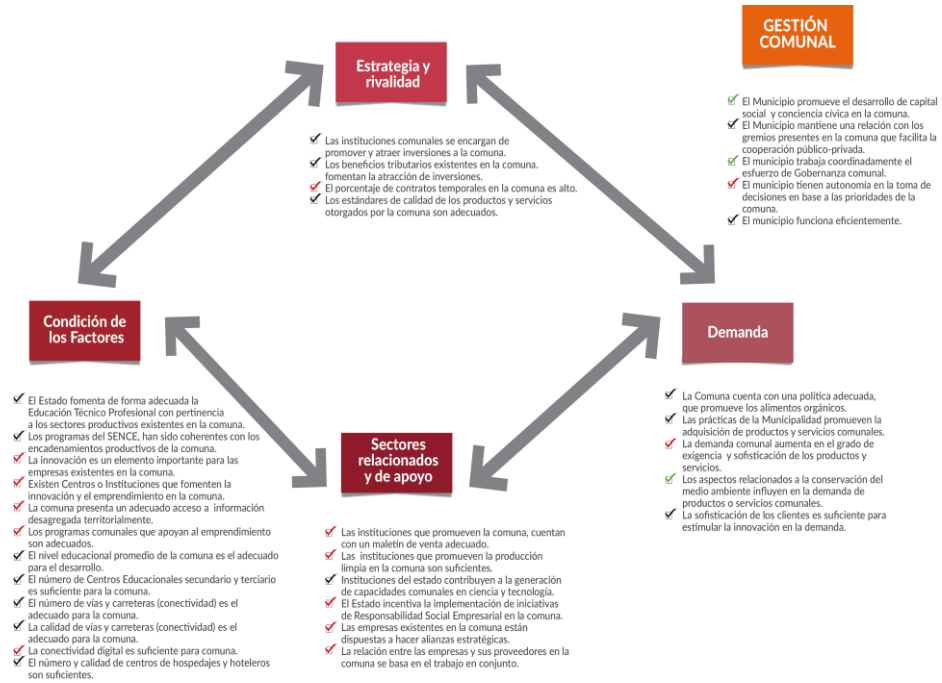 GESTIÓN
COMUNAL
El Municipio promueve el desarrollo de capital
social y conciencia cívica en la comuna.
El Municipio mantiene una relación con los
gremios presentes en la comuna que facilita la
cooperación público-privada.
El municipio trabaja coordinadamente el
esfuerzo de Gobernanza comunal.
El municipio tienen autonomía en la toma de
decisiones en base a las prioridades de la
comuna.
El municipio funciona eficientemente.
Estrategia y
rivalidad
Las instituciones comunales se encargan de
promover y atraer inversiones a la comuna.
Los beneficios tributarios existentes en la comuna.
fomentan la atracción de inversiones.
El porcentaje de contratos temporales en la comuna es alto.
Los estándares de calidad de los productos y servicios
otorgados por la comuna son adecuados.
Condición de
los Factores
El Estado fomenta de forma adecuada la
Educación Técnico Profesional con pertinencia
a los sectores productivos existentes en la comuna.
Los programas del SENCE, han sido coherentes con los
encadenamientos productivos de la comuna.
La innovación es un elemento importante para las
empresas existentes en la comuna.
Existen Centros o Instituciones que fomenten la
innovación y el emprendimiento en la comuna.
La comuna presenta un adecuado acceso a información
desagregada territorialmente.
Los programas comunales que apoyan al emprendimiento
son adecuados.
El nivel educacional promedio de la comuna es el adecuado
para el desarrollo.
El número de Centros Educacionales secundario y terciario
es suficiente para la comuna.
El número de vías y carreteras (conectividad) es el
adecuado para la comuna.
La calidad de vías y carreteras (conectividad) es el
adecuado para la comuna.
La conectividad digital es suficiente para comuna.
El número y calidad de centros de hospedajes y hoteleros
son suficientes.
Sectores
relacionados
y de apoyo
Las instituciones que promueven la comuna, cuentan
con un maletín de venta adecuado.
Las instituciones que promueven la producción
limpia en la comuna son suficientes.
Instituciones del estado contribuyen a la generación
de capacidades comunales en ciencia y tecnología.
El Estado incentiva la implementación de iniciativas
de Responsabilidad Social Empresarial en la comuna.
Las empresas existentes en la comuna están
dispuestas a hacer alianzas estratégicas.
La relación entre las empresas y sus proveedores en la
comuna se basa en el trabajo en conjunto.
Demanda
La Comuna cuenta con una política adecuada,
que promueve los alimentos orgánicos.
Las prácticas de la Municipalidad promueven la
adquisición de productos y servicios comunales.
La demanda comunal aumenta en el grado de
exigencia y sofisticación de los productos y
servicios.
Los aspectos relacionados a la conservación del
medio ambiente influyen en la demanda de
productos o servicios comunales.
La sofisticación de los clientes es suficiente para
estimular la innovación en la demanda.